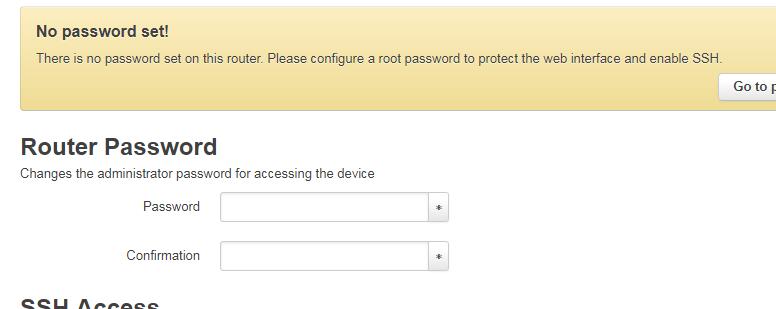 No password set!
There is no password set on this router. Please configure a root password to protect the web interface and enable SSH.
Go to p
Router Password
Changes the administrator password for accessing the device
Password
*
Confirmation
*
SSH Access